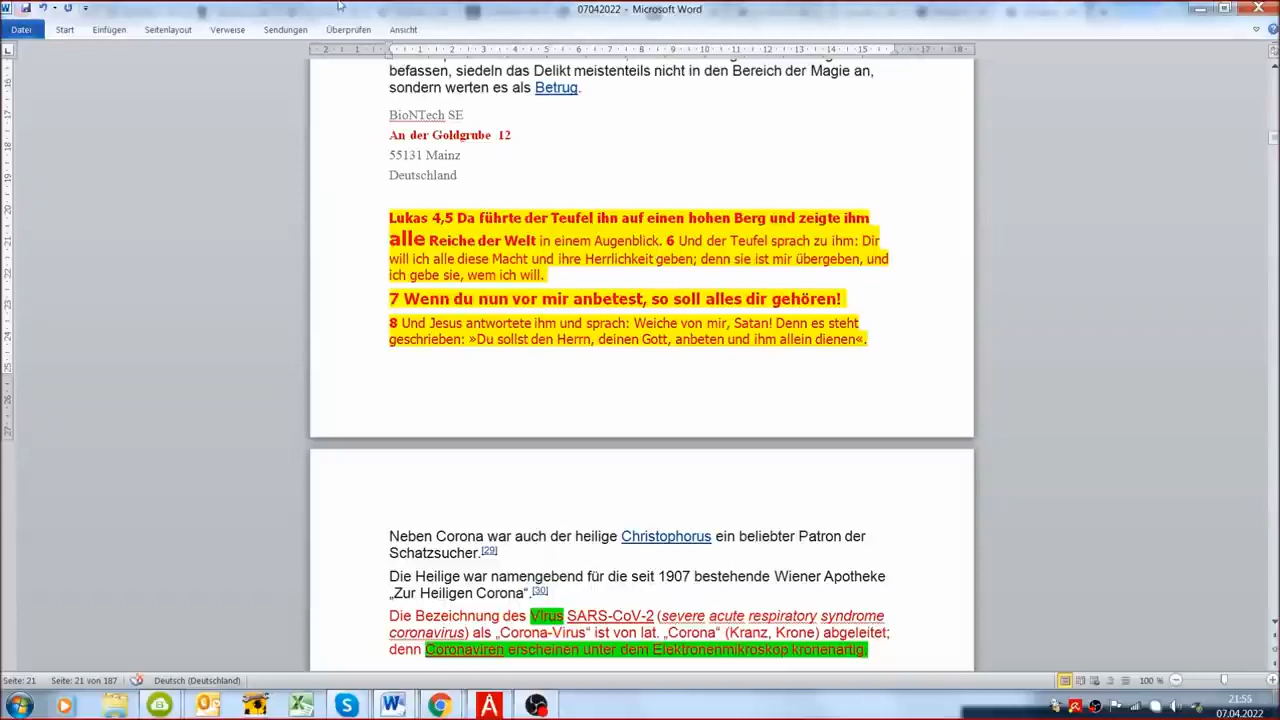 07042022 - Microsoft Word
Datei Start Einfügen Seitenlayout Verweise Sendungen Überprüfen Ansicht
befassen, siedeln das Delikt meistenteils nicht in den Bereich der Magie an,
sondern werten es als Betrug.
BioNTech SE
An der Goldgrube 12
55131 Mainz
Deutschland
Lukas 4,5 Da führte der Teufel ihn auf einen hohen Berg und zeigte ihm
alle Reiche der Welt in einem Augenblick. 6 Und der Teufel sprach zu ihm: Dir
will ich alle diese Macht und ihre Herrlichkeit geben; denn sie ist mir übergeben, und
ich gebe sie, wem ich will.
7 Wenn du nun vor mir anbetest, so soll alles dir gehören!
8 Und Jesus antwortete ihm und sprach: Weiche von mir, Satan! Denn es steht
geschrieben: »Du sollst den Herrn, deinen Gott, anbeten und ihm allein dienen«.
Neben Corona war auch der heilige Christophorus ein beliebter Patron der
Schatzsucher.[29]
Die Heilige war namengebend für die seit 1907 bestehende Wiener Apotheke
„Zur Heiligen Corona“.[30]
Die Bezeichnung des Virus SARS-CoV-2 (severe acute respiratory syndrome
coronavirus) als „Corona-Virus“ ist von lat. „Corona“ (Kranz, Krone) abgeleitet;
denn Coronaviren erscheinen unter dem Elektronenmikroskop kronenartig.
Seite: 21 Seite: 21 von 187 Deutsch (Deutschland) 100 %
21:55
07.04.2022